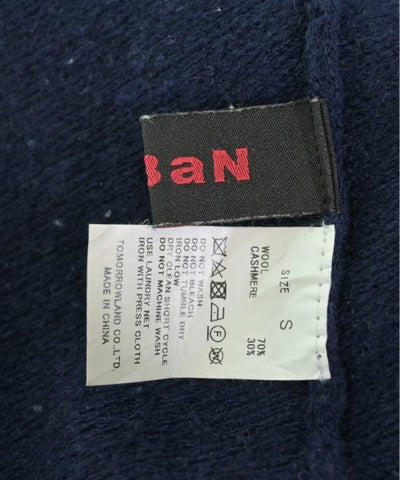 BaN
SIZE S
WOOL 70%
CASHMERE 30%
DO NOT WASH
DO NOT BLEACH
DO NOT TUMBLE DRY
IRON LOW
DRY CLEAN SHORT CYCLE
DO NOT MACHINE WASH
USE LAUNDRY NET
IRON WITH PRESS CLOTH
TOMORROWLAND CO.,LTD.
MADE IN CHINA